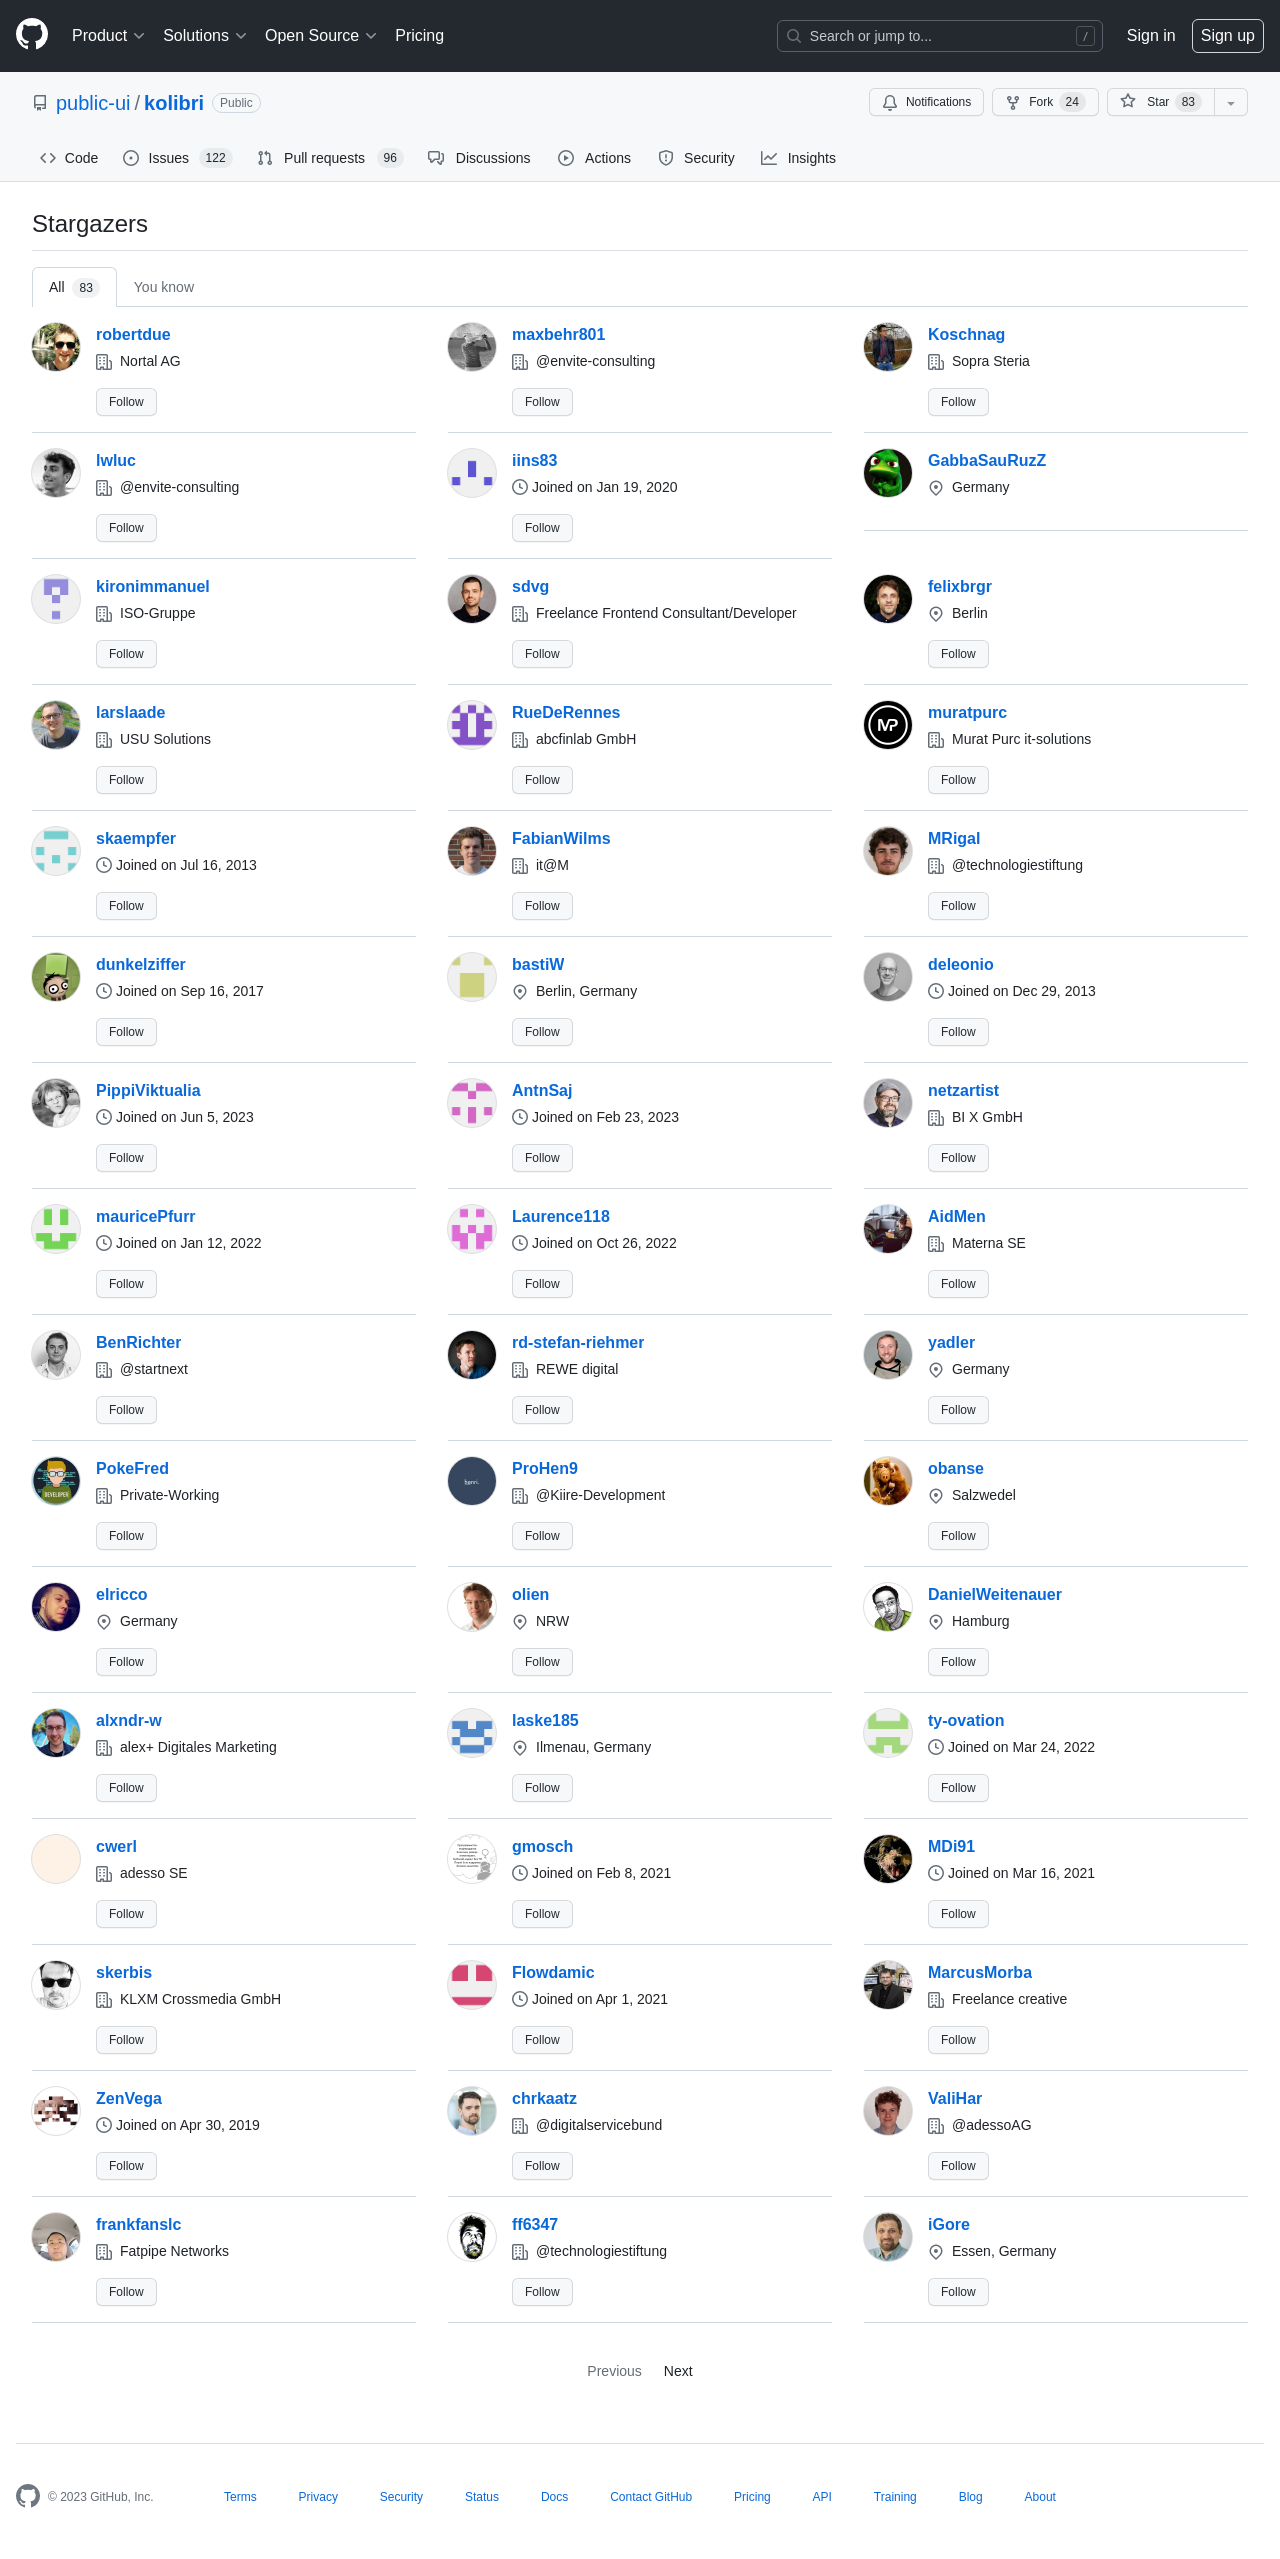 Product Solutions Open Source Pricing Search or jump to... / Sign in Sign up
public-ui / kolibri Public Notifications Fork 24 Star 83
Code Issues 122 Pull requests 96 Discussions Actions Security Insights
Stargazers
All 83 You know
robertdue maxbehr801 Koschnag
Nortal AG @envite-consulting Sopra Steria
Follow Follow Follow
lwluc iins83 GabbaSauRuzZ
@envite-consulting Joined on Jan 19, 2020 Germany
Follow Follow
kironimmanuel sdvg felixbrgr
ISO-Gruppe Freelance Frontend Consultant/Developer Berlin
Follow Follow Follow
larslaade RueDeRennes muratpurc
USU Solutions abcfinlab GmbH Murat Purc it-solutions
Follow Follow Follow
skaempfer FabianWilms MRigal
Joined on Jul 16, 2013 it@M @technologiestiftung
Follow Follow Follow
dunkelziffer bastiW deleonio
Joined on Sep 16, 2017 Berlin, Germany Joined on Dec 29, 2013
Follow Follow Follow
PippiViktualia AntnSaj netzartist
Joined on Jun 5, 2023 Joined on Feb 23, 2023 BI X GmbH
Follow Follow Follow
mauricePfurr Laurence118 AidMen
Joined on Jan 12, 2022 Joined on Oct 26, 2022 Materna SE
Follow Follow Follow
BenRichter rd-stefan-riehmer yadler
@startnext REWE digital Germany
Follow Follow Follow
PokeFred ProHen9 obanse
Private-Working @Kiire-Development Salzwedel
Follow Follow Follow
elricco olien DanielWeitenauer
Germany NRW Hamburg
Follow Follow Follow
alxndr-w laske185 ty-ovation
alex+ Digitales Marketing Ilmenau, Germany Joined on Mar 24, 2022
Follow Follow Follow
cwerl gmosch MDi91
adesso SE Joined on Feb 8, 2021 Joined on Mar 16, 2021
Follow Follow Follow
skerbis Flowdamic MarcusMorba
KLXM Crossmedia GmbH Joined on Apr 1, 2021 Freelance creative
Follow Follow Follow
ZenVega chrkaatz ValiHar
Joined on Apr 30, 2019 @digitalservicebund @adessoAG
Follow Follow Follow
frankfanslc ff6347 iGore
Fatpipe Networks @technologiestiftung Essen, Germany
Follow Follow Follow
Previous Next
© 2023 GitHub, Inc. Terms Privacy Security Status Docs Contact GitHub Pricing API Training Blog About